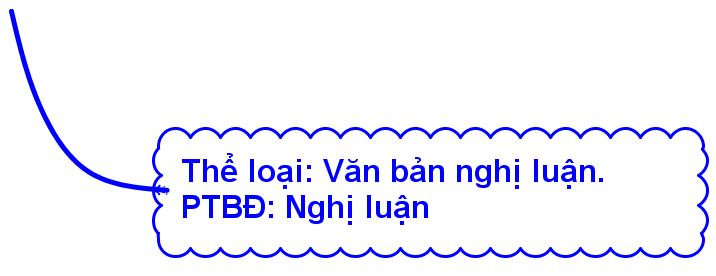 Thể loại: Văn bản nghị luận.
PTBĐ: Nghị luận